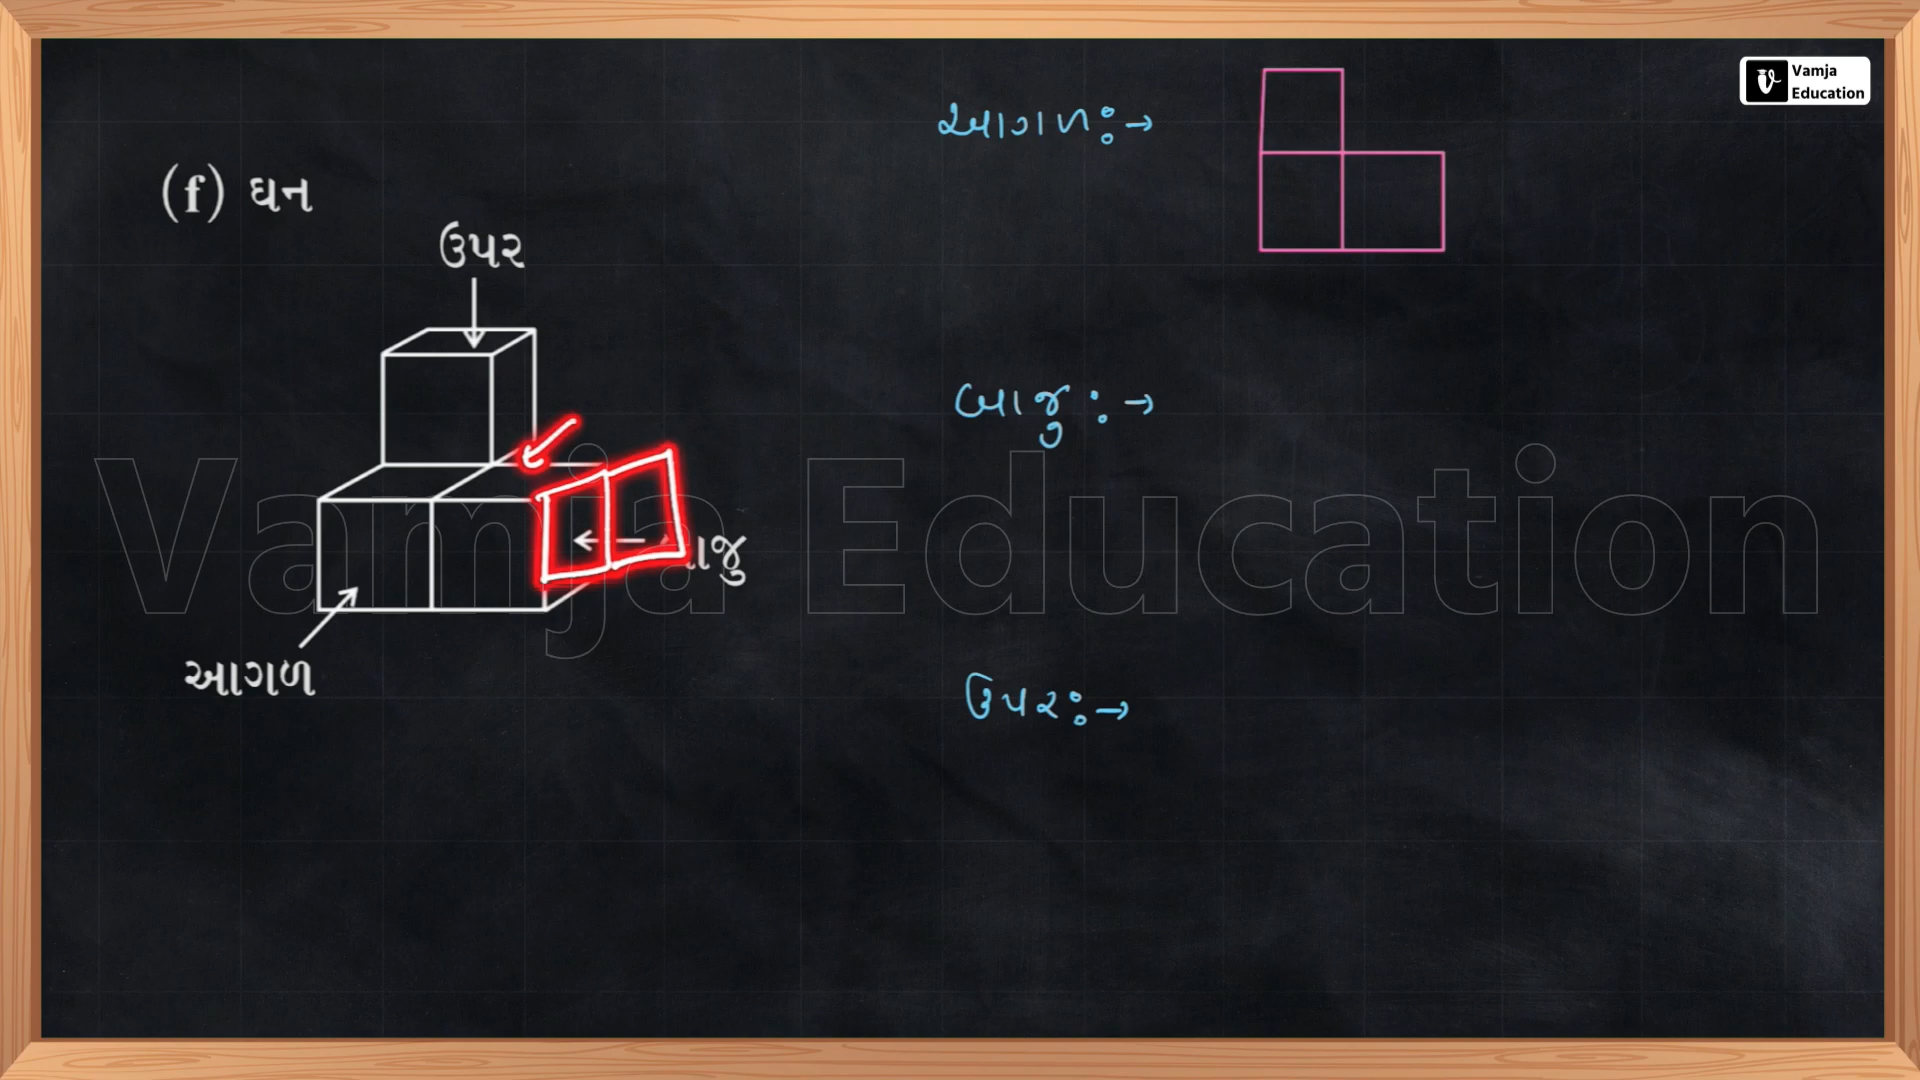 Vamja
Education
(f) ઘન
ઉપર
આગળ
આગળ :→
બાજુ :→
ઉપર :→
Vamja Education